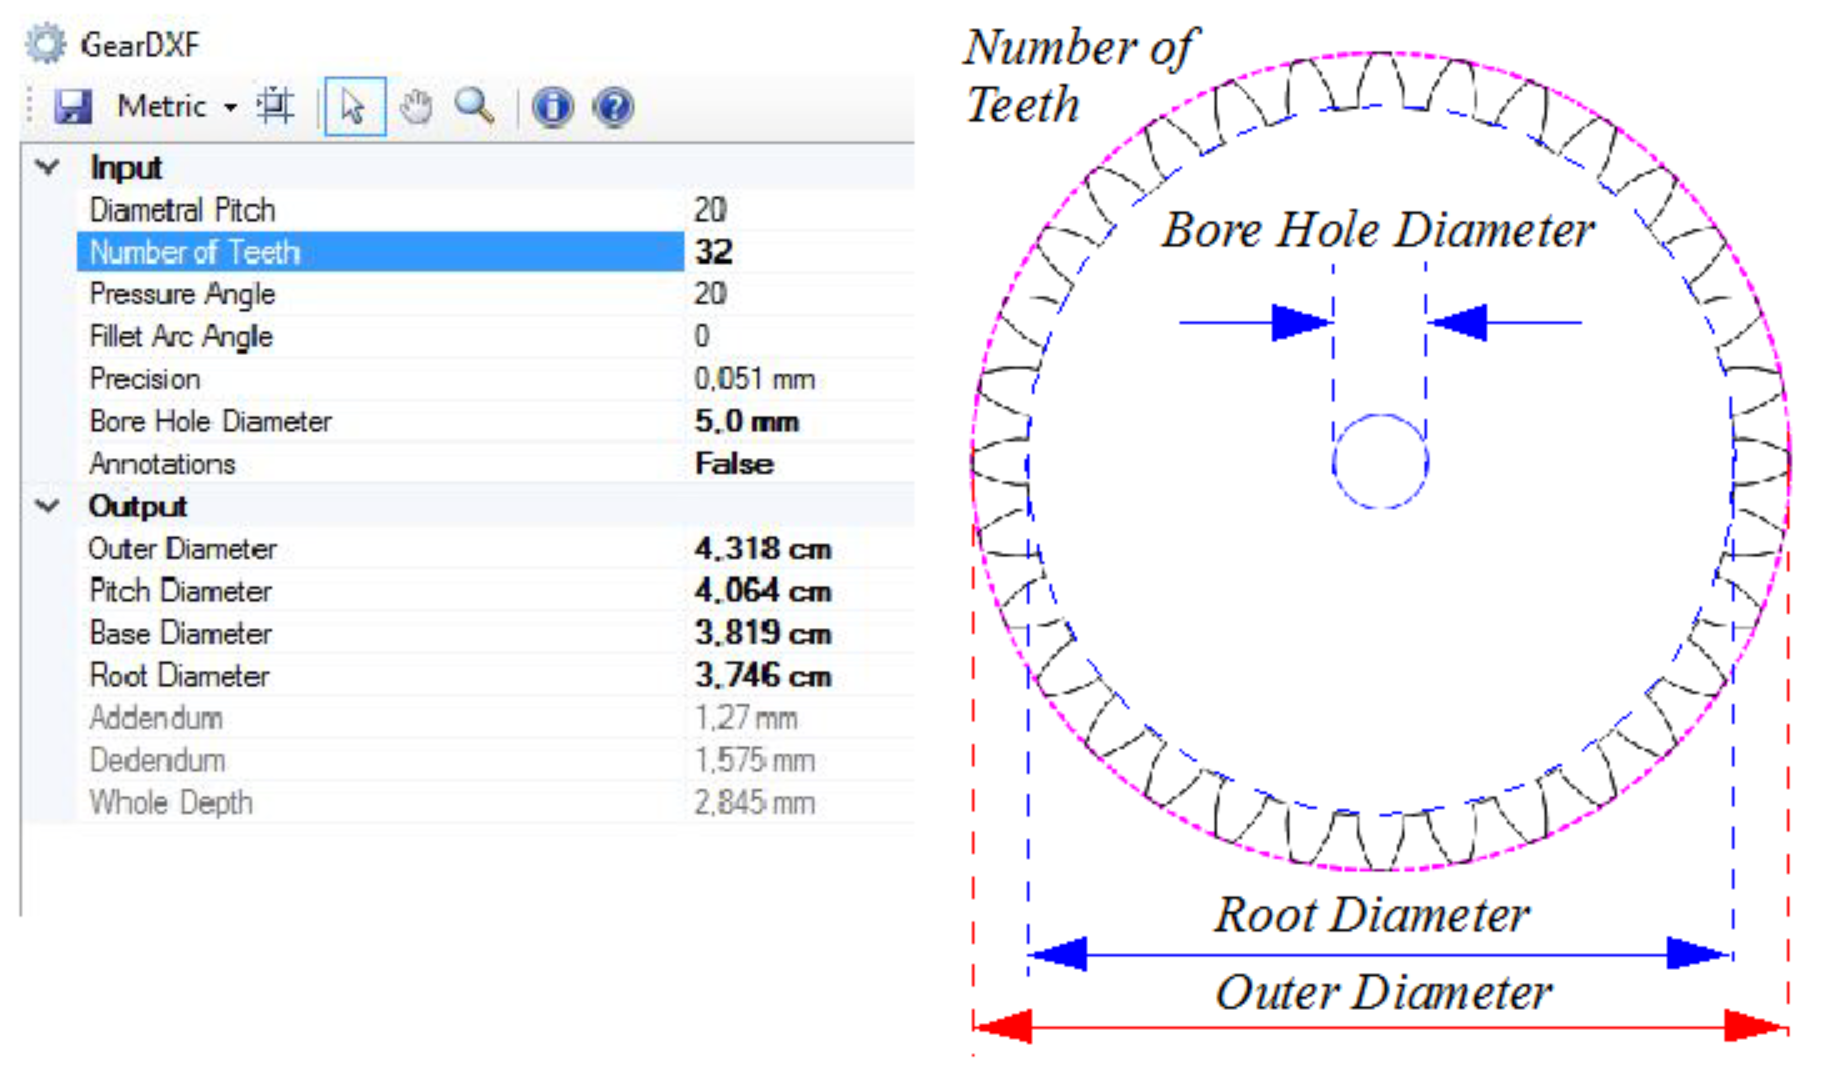 GearDXF
Metric
Input
Diametral Pitch 20
Number of Teeth 32
Pressure Angle 20
Fillet Arc Angle 0
Precision 0,051 mm
Bore Hole Diameter 5,0 mm
Annotations False
Output
Outer Diameter 4,318 cm
Pitch Diameter 4,064 cm
Base Diameter 3,819 cm
Root Diameter 3,746 cm
Addendum 1,27 mm
Dedendum 1,575 mm
Whole Depth 2,845 mm
Number of
Teeth
Bore Hole Diameter
Root Diameter
Outer Diameter